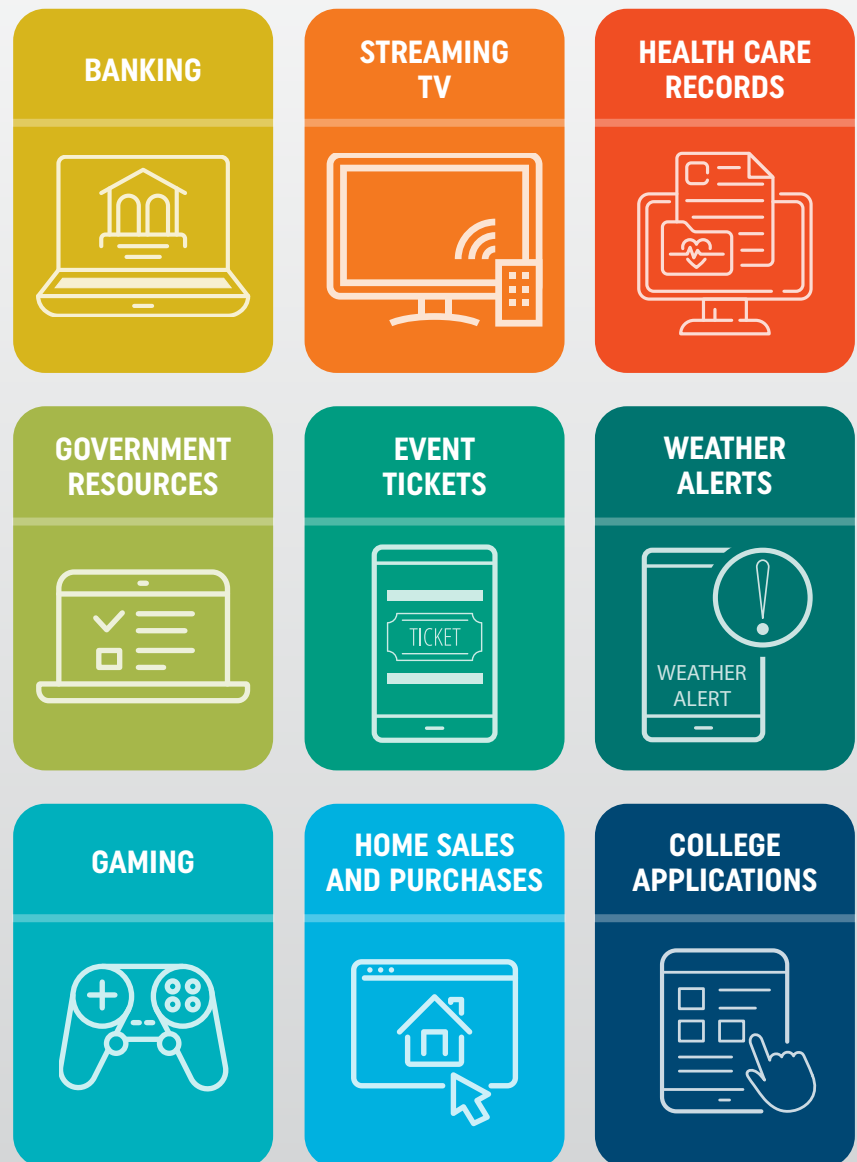 BANKING
STREAMING
TV
HEALTH CARE
RECORDS
GOVERNMENT
RESOURCES
EVENT
TICKETS
TICKET
WEATHER
ALERTS
WEATHER
ALERT
GAMING
HOME SALES
AND PURCHASES
COLLEGE
APPLICATIONS